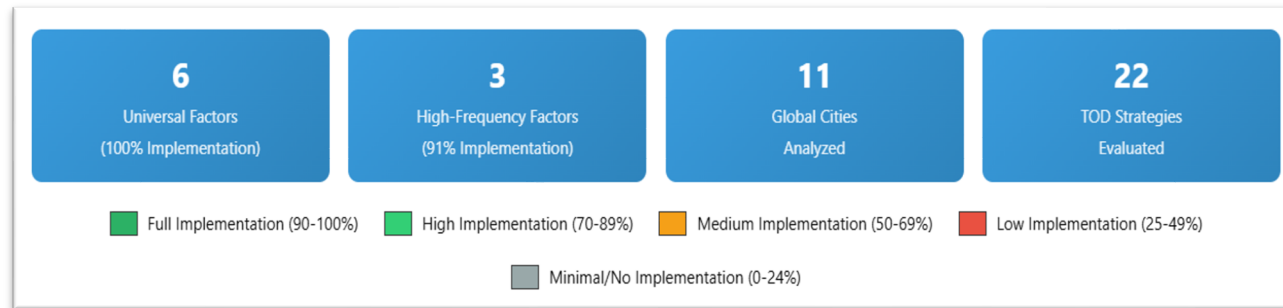 6
Universal Factors
(100% Implementation)
3
High-Frequency Factors
(91% Implementation)
11
Global Cities
Analyzed
22
TOD Strategies
Evaluated
Full Implementation (90-100%)
High Implementation (70-89%)
Medium Implementation (50-69%)
Low Implementation (25-49%)
Minimal/No Implementation (0-24%)